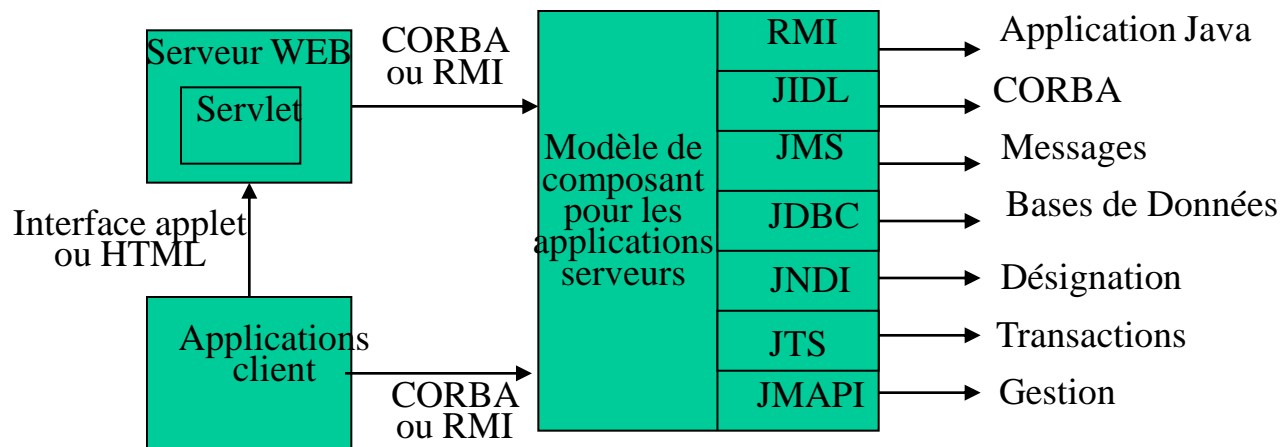 Serveur WEB
Servlet
CORBA
ou RMI
Interface applet
ou HTML
Applications
client
CORBA
ou RMI
Modèle de
composant
pour les
applications
serveurs
RMI
Application Java
JIDL
CORBA
JMS
Messages
JDBC
Bases de Données
JNDI
Désignation
JTS
Transactions
JMAPI
Gestion